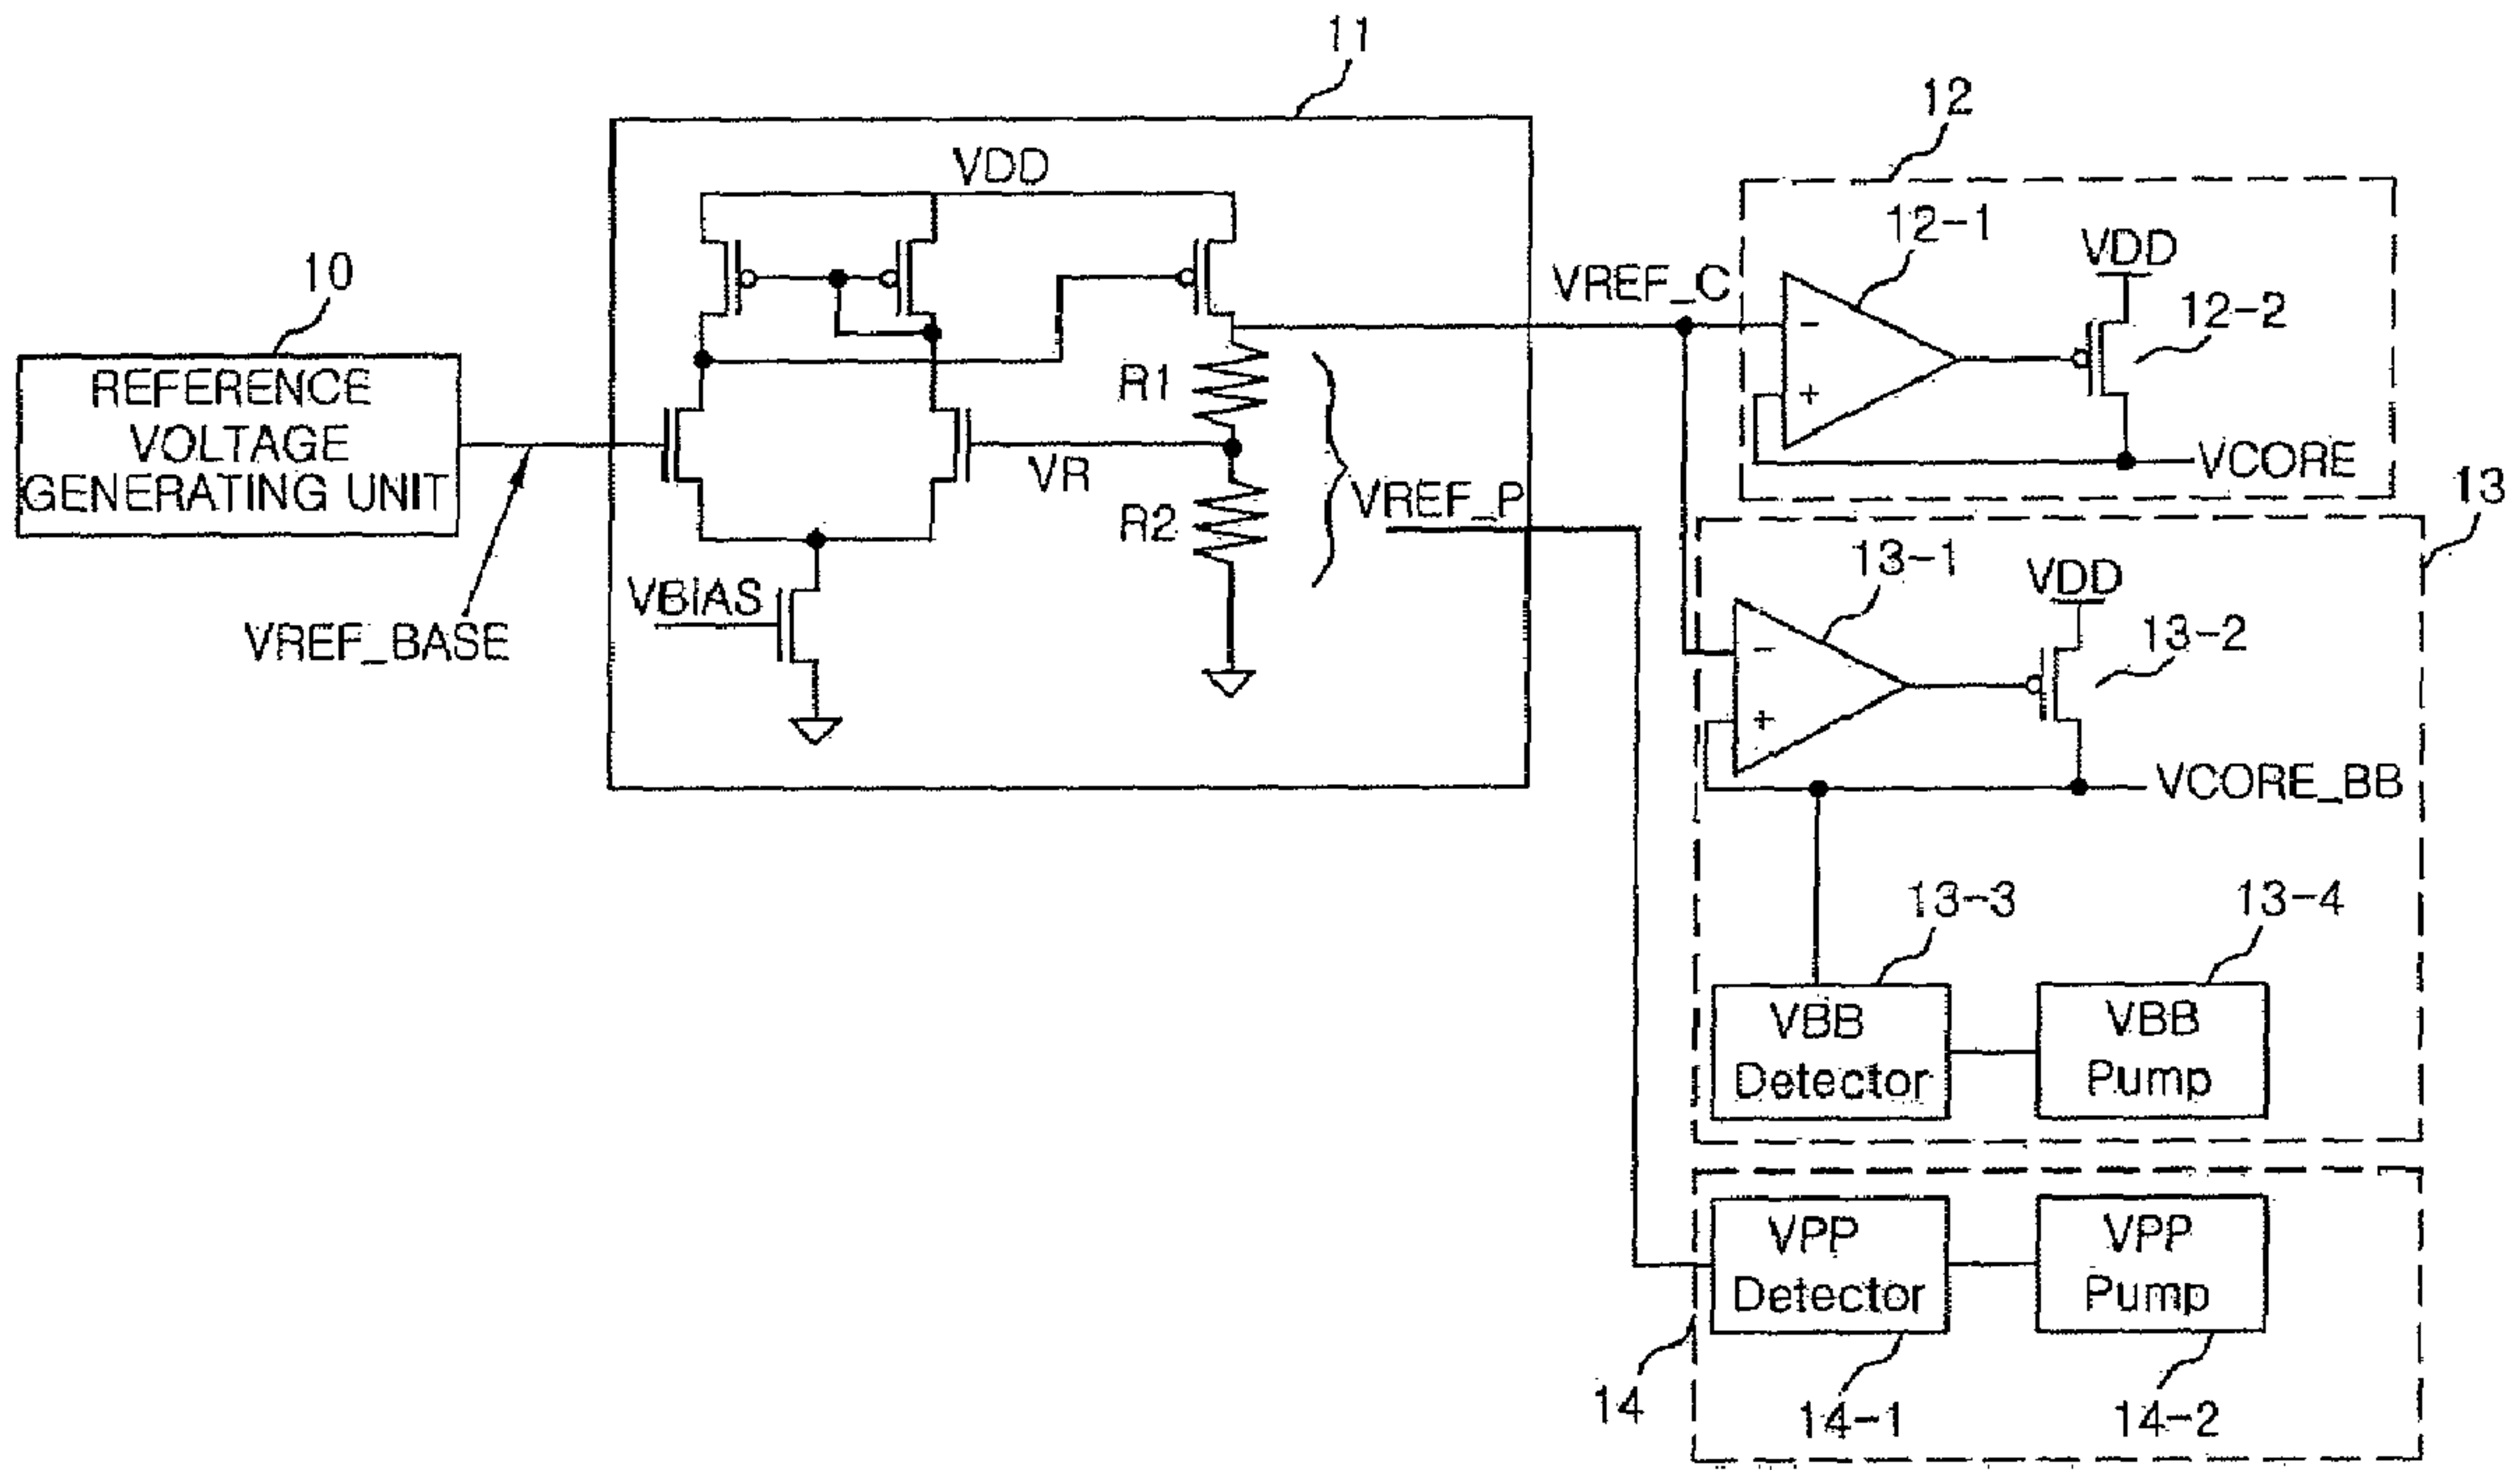 11
12
VDD
12-1
VDD
10
VREF_C
12-2
-
+
REFERENCE
VOLTAGE
GENERATING UNIT
R1
VR
VCORE
13
VREF_P
R2
13-1
VDD
VBIAS
VREF_BASE
13-2
-
+
VCORE_BB
13-3
13-4
VBB
Detector
VBB
Pump
VPP
Detector
VPP
Pump
14
14-1
14-2